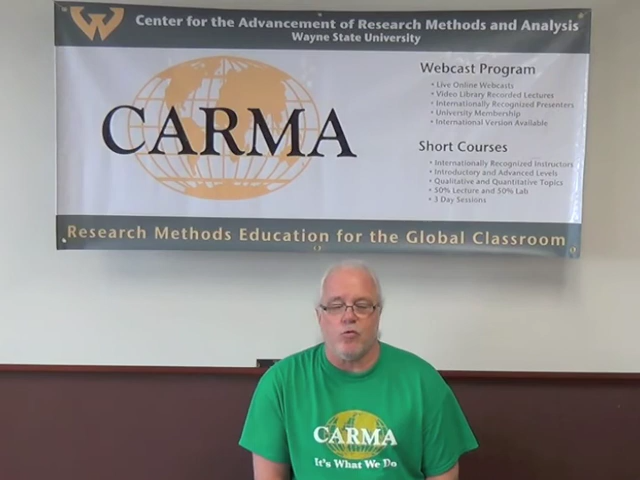 Center for the Advancement of Research Methods and Analysis
Wayne State University
CARMA
Webcast Program
• Live Online Webcasts
• Video Library Recorded Lectures
• Internationally Recognized Presenters
• University Membership
• International Version Available
Short Courses
• Internationally Recognized Instructors
• Introductory and Advanced Levels
• Qualitative and Quantitative Topics
• 50% Lecture and 50% Lab
• 3 Day Sessions
Research Methods Education for the Global Classroom
CARMA
It's What We Do